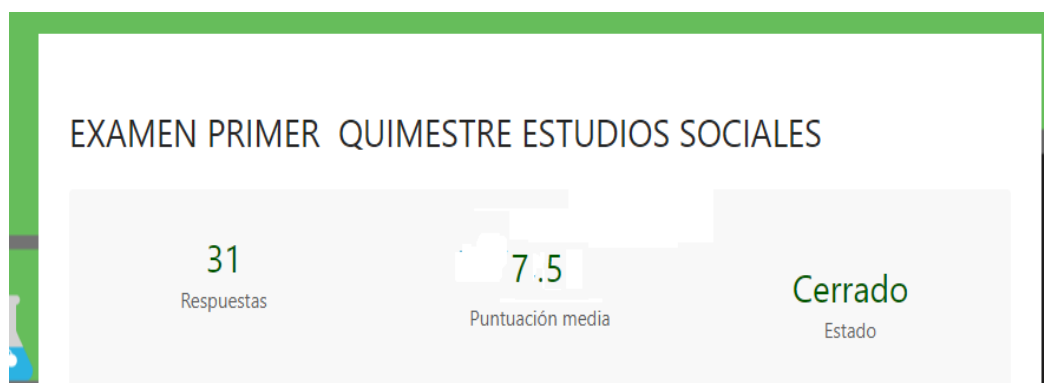 EXAMEN PRIMER QUIMESTRE ESTUDIOS SOCIALES
31
Respuestas
7.5
Puntuación media
Cerrado
Estado